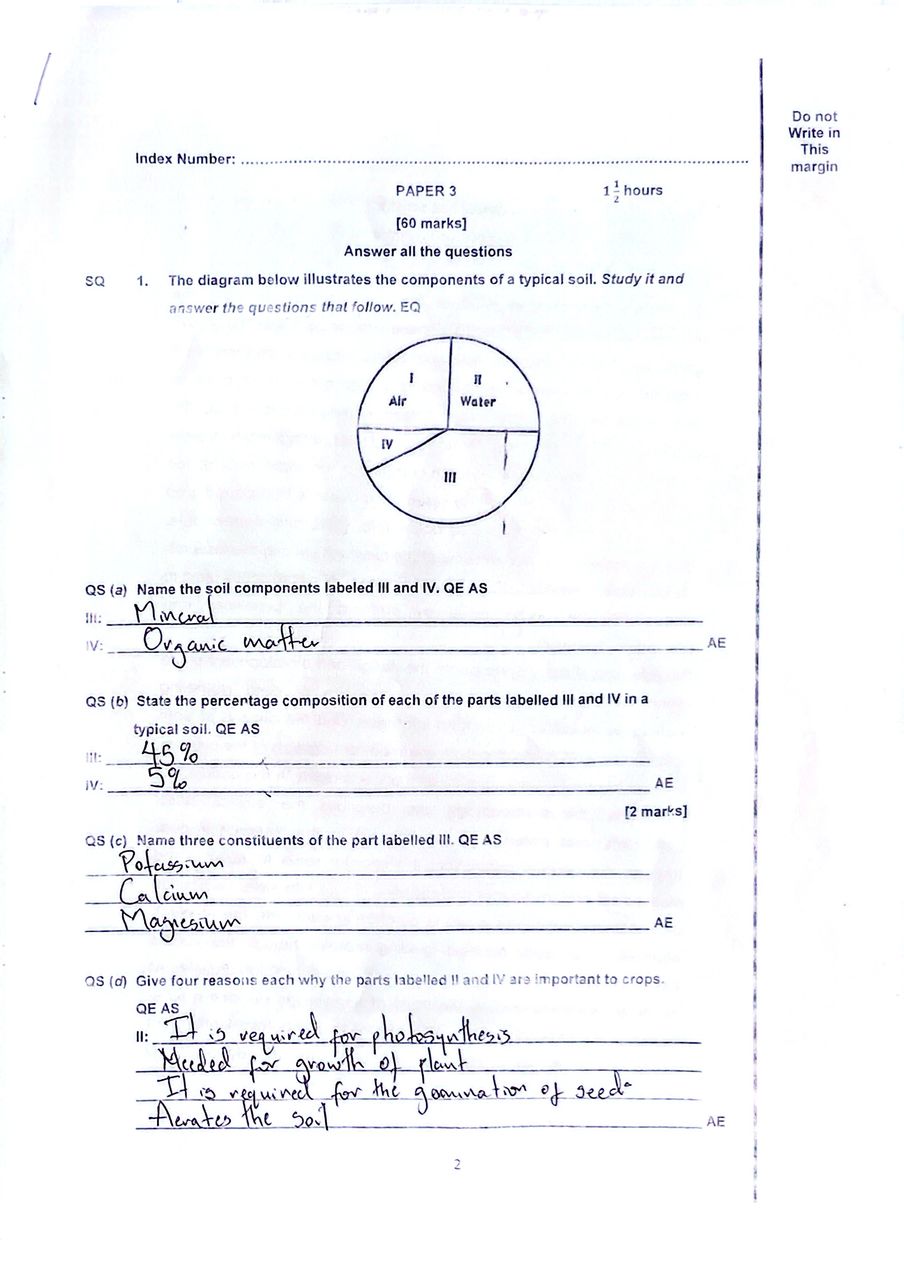 Do not
Write in
This
margin
Index Number: ................................................................
PAPER 3 1 1/2 hours
[60 marks]
Answer all the questions
SQ 1. The diagram below illustrates the components of a typical soil. Study it and
answer the questions that follow. EQ
I II
Air Water
IV
III
QS (a) Name the soil components labeled III and IV. QE AS
III: Mineral
IV: Organic matter AE
QS (b) State the percentage composition of each of the parts labelled III and IV in a
typical soil. QE AS
III: 45%
IV: 5% AE
[2 marks]
QS (c) Name three constituents of the part labelled III. QE AS
Potassium
Calcium
Magnesium AE
QS (d) Give four reasons each why the parts labelled II and IV are important to crops.
QE AS
II: It is required for photosynthesis
Needed for growth of plant
It is required for the germination of seed
Aerates the soil AE
2